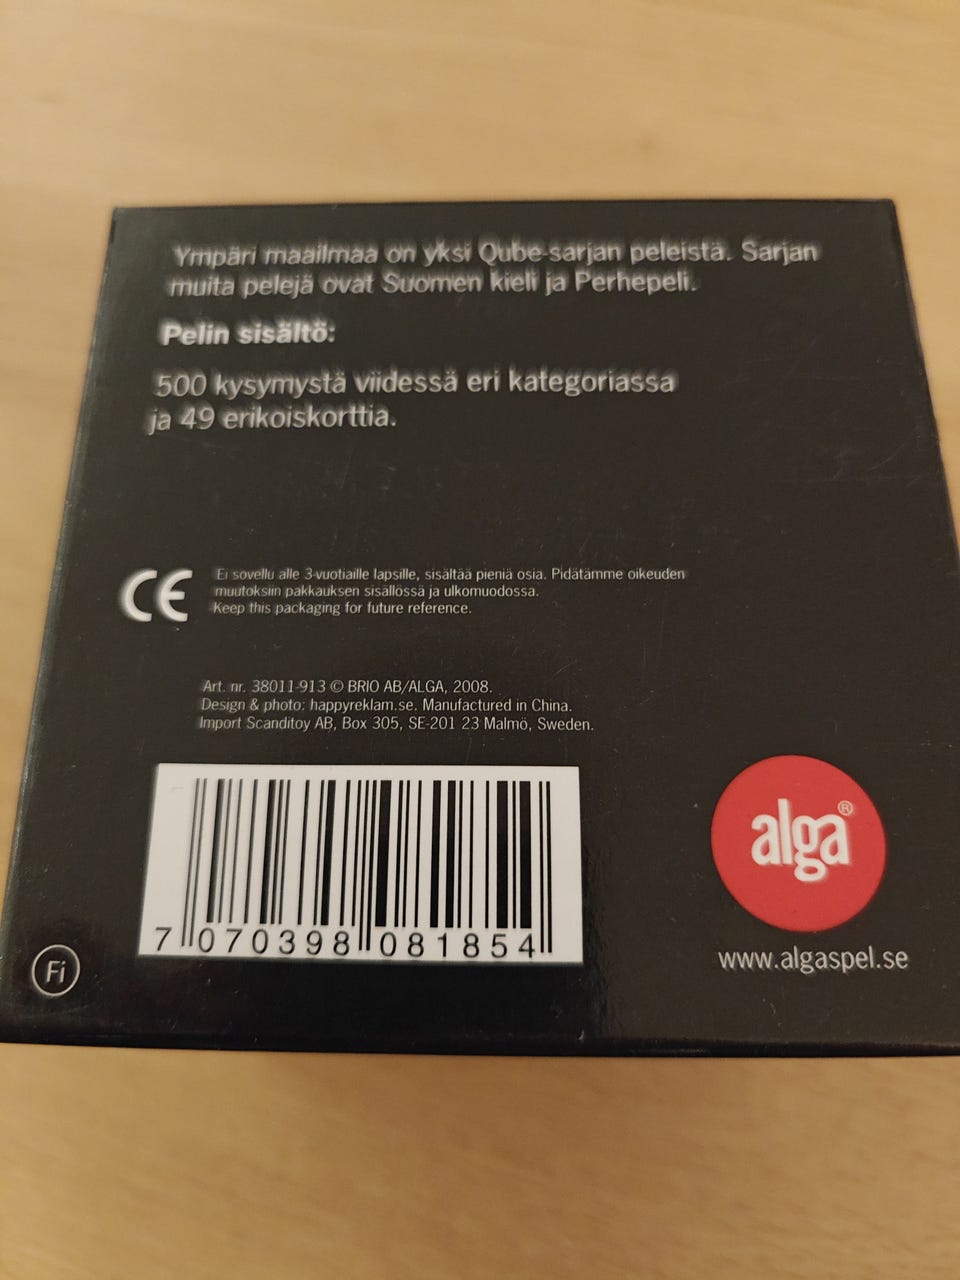 Ympäri maailmaa on yksi Qube-sarjan peleistä. Sarjan
muita pelejä ovat Suomen kieli ja Perhepeli.
Pelin sisältö:
500 kysymystä viidessä eri kategoriassa
ja 49 erikoiskorttia.
CE
Ei sovellu alle 3-vuotiaille lapsille, sisältää pieniä osia. Pidätämme oikeuden
muutoksiin pakkauksen sisällössä ja ulkomuodossa.
Keep this packaging for future reference.
Art. nr. 38011-913 © BRIO AB/ALGA, 2008.
Design & photo: happyreklam.se. Manufactured in China.
Import Scanditoy AB, Box 305, SE-201 23 Malmö, Sweden.
7 070398 081854
alga®
www.algaspel.se
Fi